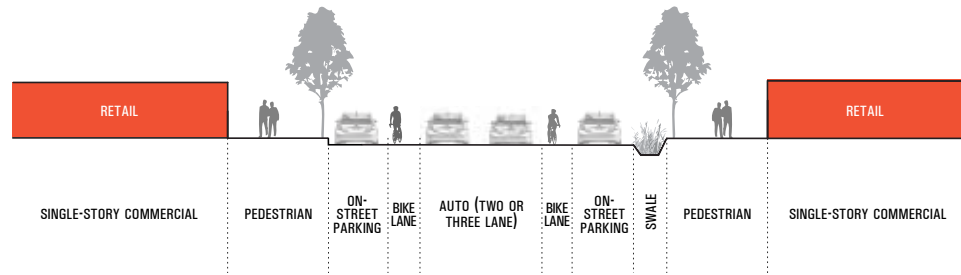 RETAIL
RETAIL
SINGLE-STORY COMMERCIAL
PEDESTRIAN
ON-
STREET
PARKING
BIKE
LANE
AUTO (TWO OR
THREE LANE)
BIKE
LANE
ON-
STREET
PARKING
SWALE
PEDESTRIAN
SINGLE-STORY COMMERCIAL